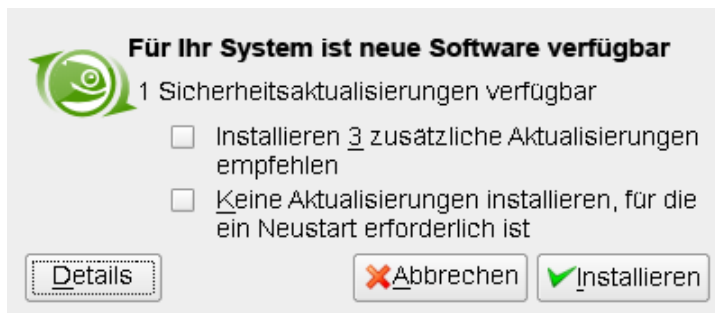 Für Ihr System ist neue Software verfügbar
1 Sicherheitsaktualisierungen verfügbar
Installieren 3 zusätzliche Aktualisierungen
empfehlen
Keine Aktualisierungen installieren, für die
ein Neustart erforderlich ist
Details
Abbrechen
Installieren